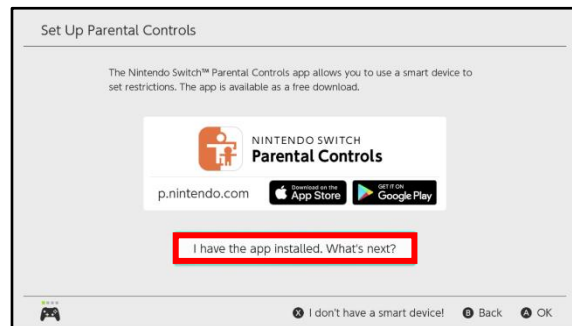 Set Up Parental Controls
The Nintendo Switch™ Parental Controls app allows you to use a smart device to
set restrictions. The app is available as a free download.
NINTENDO SWITCH
Parental Controls
p.nintendo.com
Download on the
App Store
GET IT ON
Google Play
I have the app installed. What's next?
X I don't have a smart device!
B Back
A OK